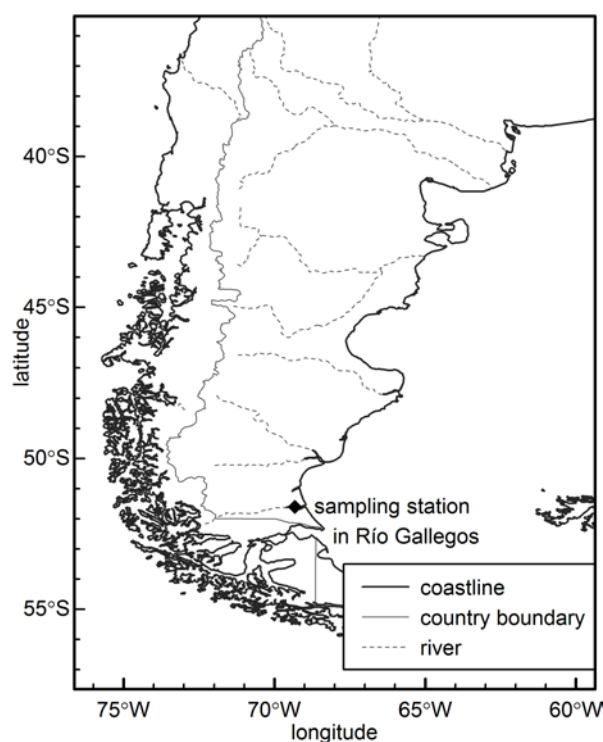 40°S
45°S
50°S
55°S
latitude
sampling station
in Río Gallegos
coastline
country boundary
river
75°W
70°W
65°W
60°W
longitude